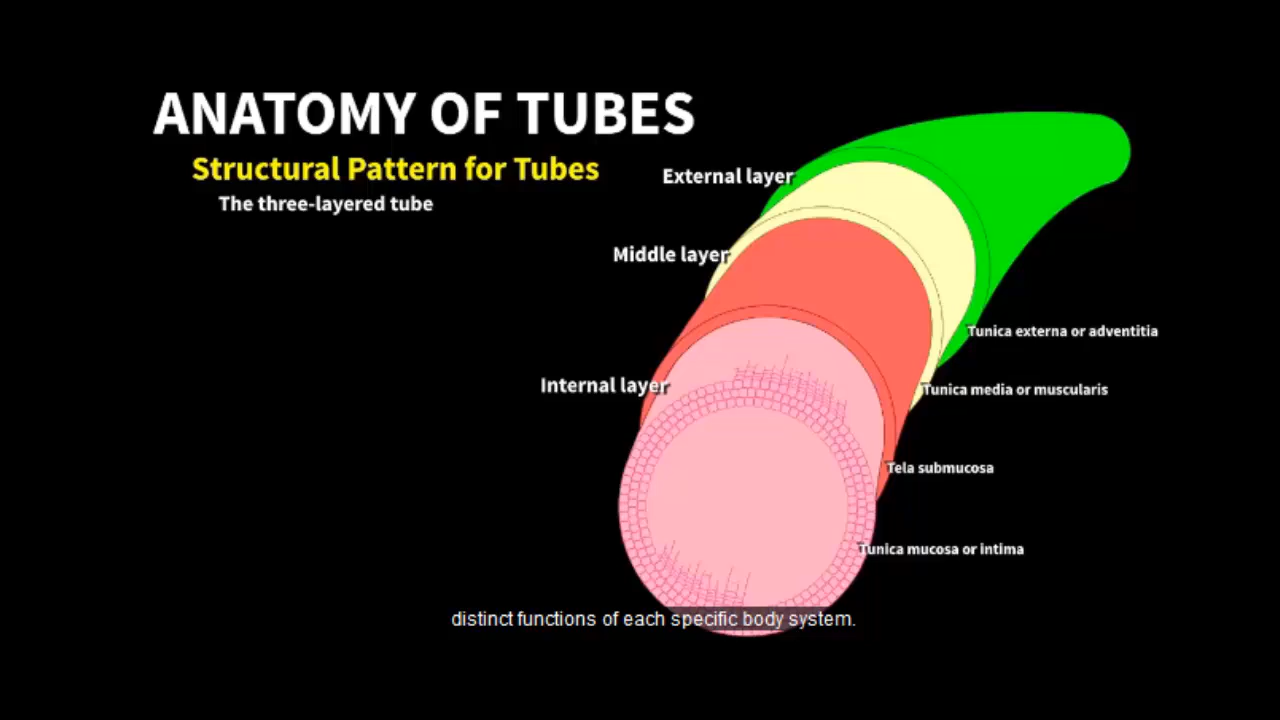 ANATOMY OF TUBES
Structural Pattern for Tubes
The three-layered tube
External layer
Middle layer
Internal layer
Tunica externa or adventitia
Tunica media or muscularis
Tela submucosa
Tunica mucosa or intima
distinct functions of each specific body system.